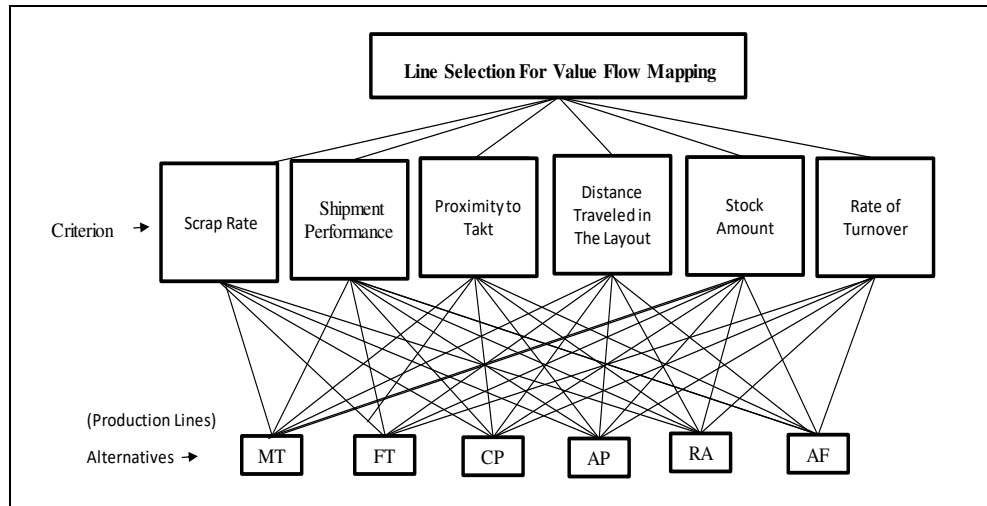 Line Selection For Value Flow Mapping
Criterion
Scrap Rate
Shipment
Performance
Proximity to
Takt
Distance
Traveled in
The Layout
Stock
Amount
Rate of
Turnover
(Production Lines)
Alternatives
MT
FT
CP
AP
RA
AF